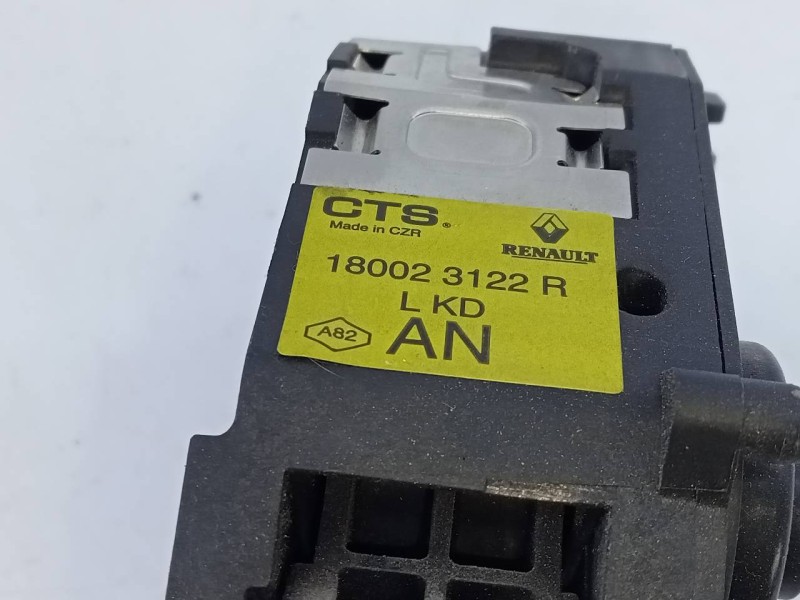 CTS®
Made in CZR
RENAULT
18002 3122 R
L KD
A82
AN